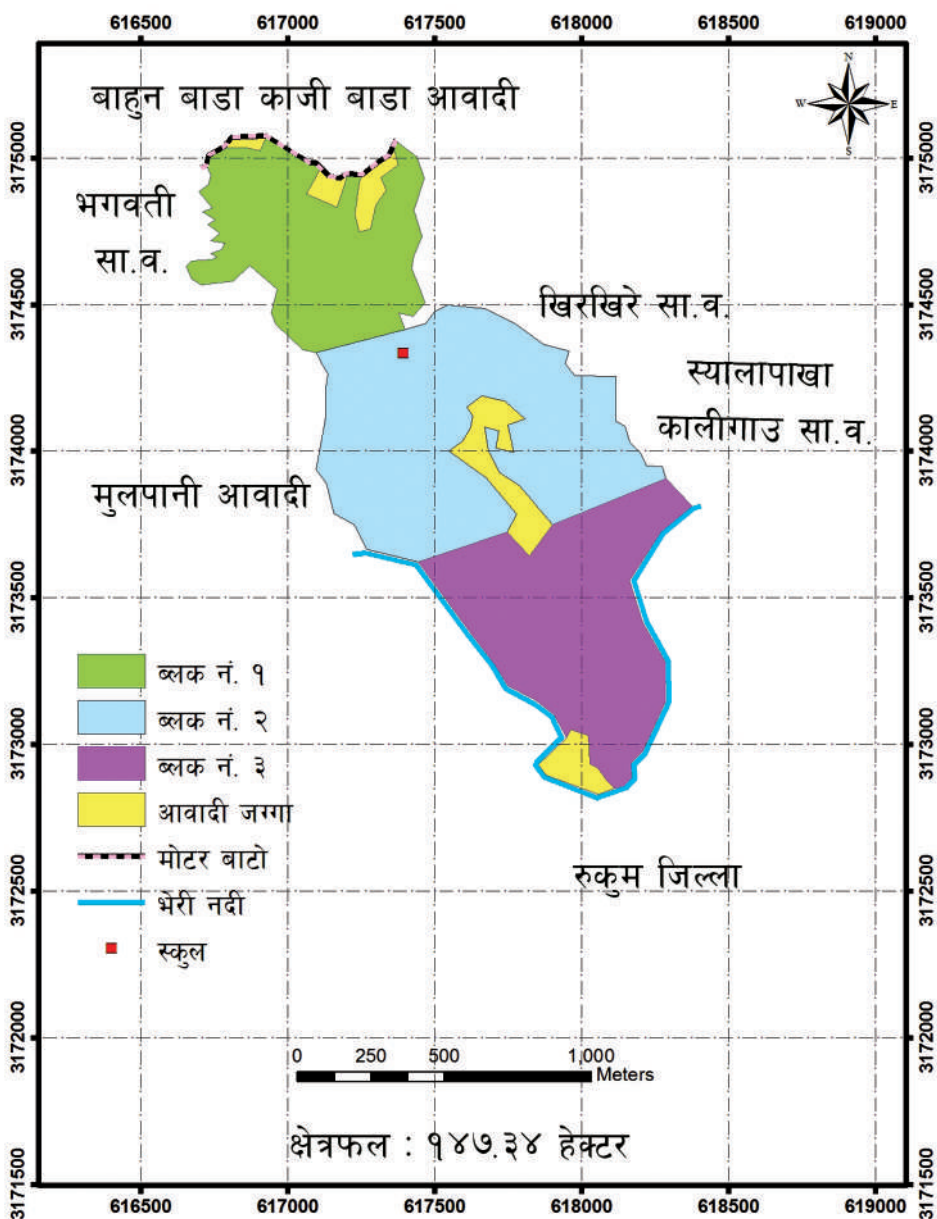 616500 617000 617500 618000 618500 619000
N
W E
S
बाहुन बाडा काजी बाडा आवादी
3175000 3175000
भगवती
सा.व.
3174500 3174500
खिरखिरे सा.व.
स्यालापाखा
कालीगाउ सा.व.
3174000 3174000
मुलपानी आवादी
3173500 3173500
ब्लक नं. १
ब्लक नं. २
3173000 3173000
ब्लक नं. ३
आवादी जग्गा
मोटर बाटो
रुकुम जिल्ला
3172500 3172500
भेरी नदी
स्कुल
3172000 3172000
0 250 500 1,000
Meters
क्षेत्रफल : १४७.३४ हेक्टर
3171500 3171500
616500 617000 617500 618000 618500 619000